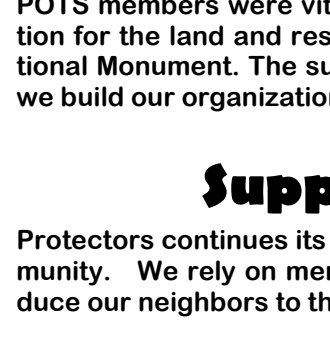 POTS members were vit
tion for the land and res
tional Monument. The su
we build our organization
Supp
Protectors continues its
munity. We rely on mem
duce our neighbors to th